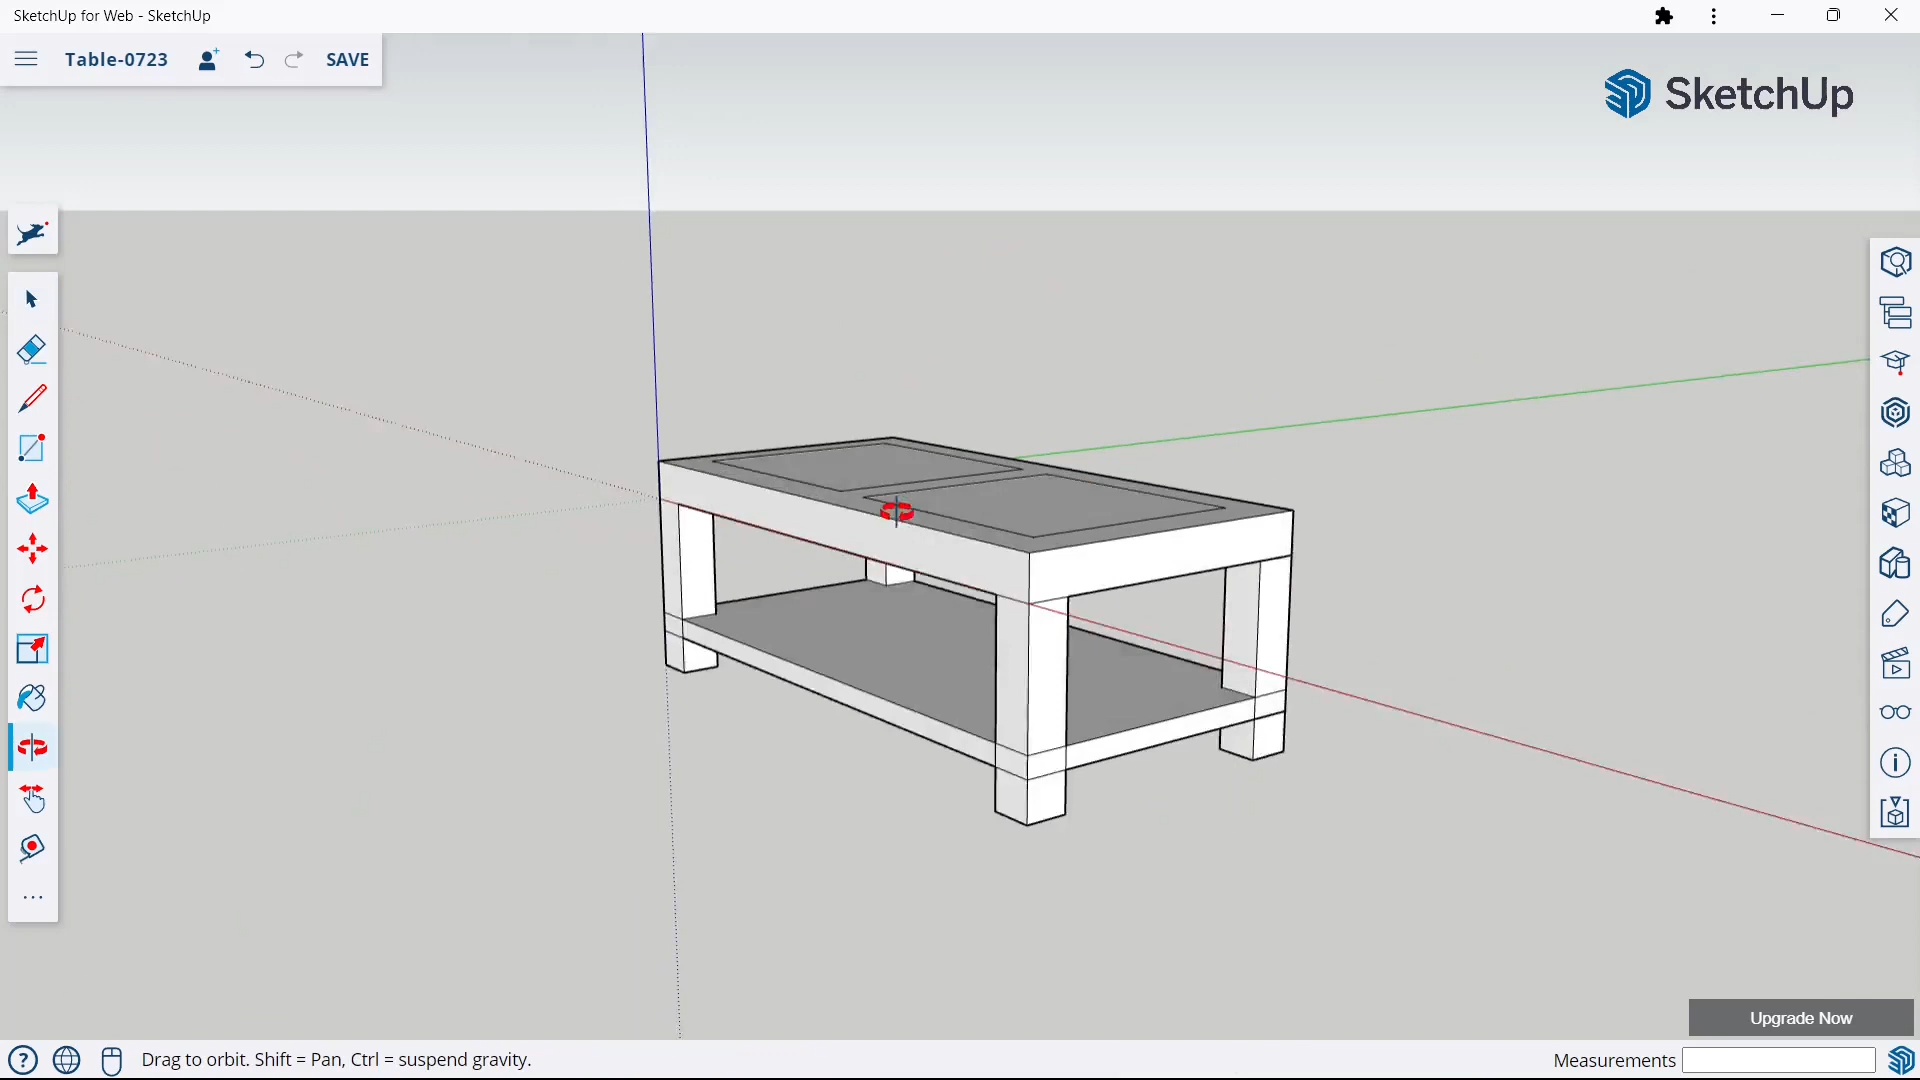 SketchUp for Web - SketchUp
Table-0723
SAVE
SketchUp
Upgrade Now
Drag to orbit. Shift = Pan, Ctrl = suspend gravity.
Measurements